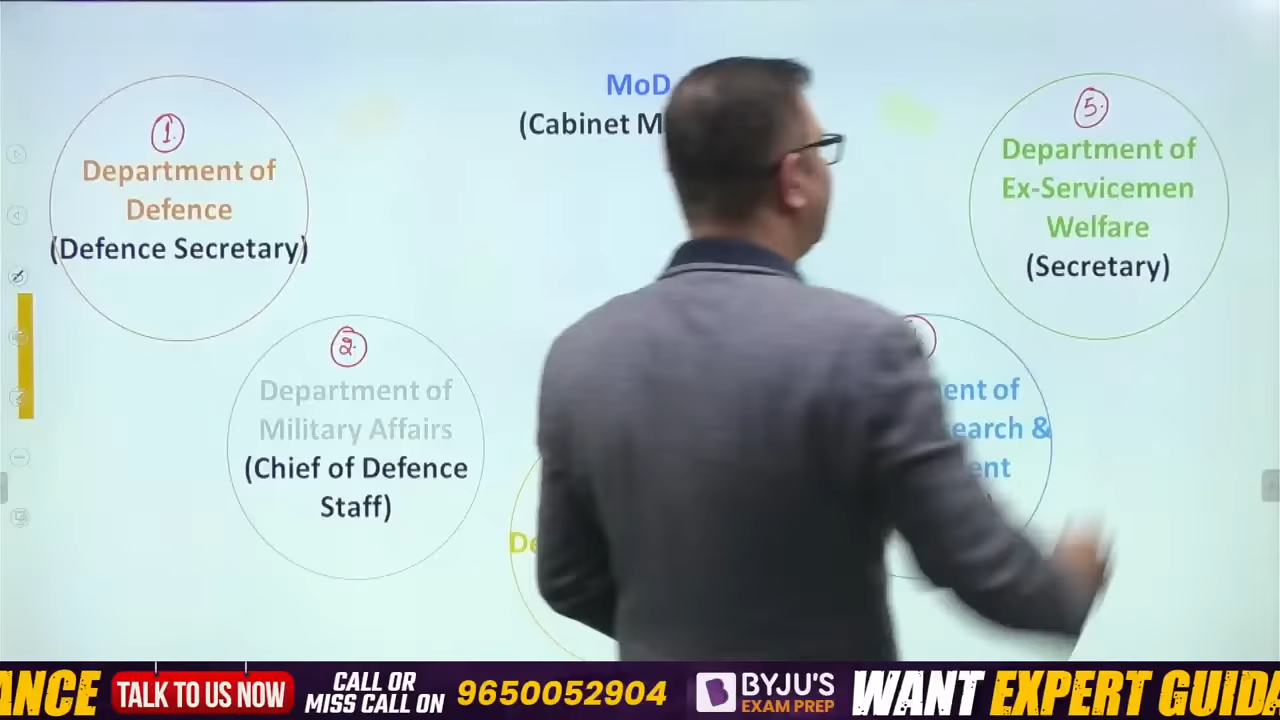 MoD
(Cabinet M
1.
Department of
Defence
(Defence Secretary)
5.
Department of
Ex-Servicemen
Welfare
(Secretary)
2.
Department of
Military Affairs
(Chief of Defence
Staff)
De
ent of
earch &
ent
)
ANCE TALK TO US NOW CALL OR
MISS CALL ON 9650052904 BYJU'S
EXAM PREP WANT EXPERT GUIDA